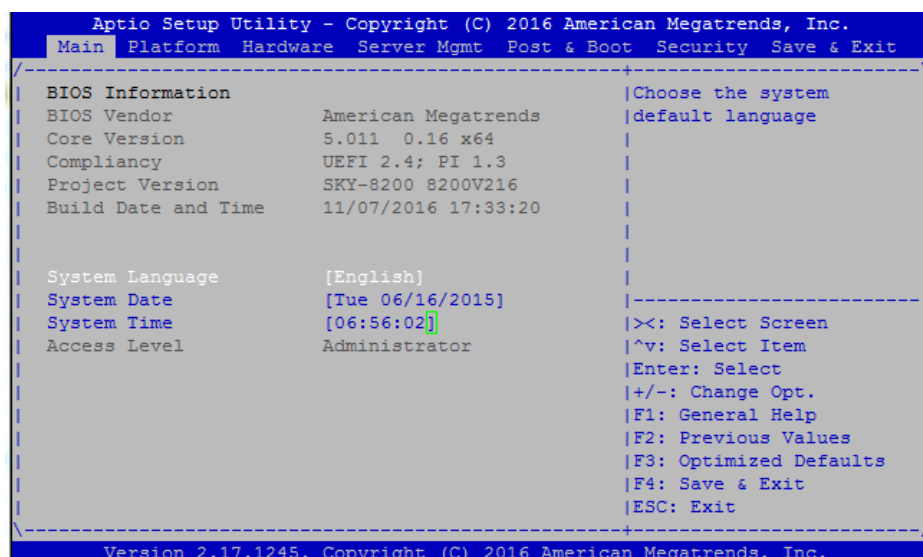 Aptio Setup Utility - Copyright (C) 2016 American Megatrends, Inc.
Main Platform Hardware Server Mgmt Post & Boot Security Save & Exit
BIOS Information
BIOS Vendor American Megatrends
Core Version 5.011 0.16 x64
Compliancy UEFI 2.4; PI 1.3
Project Version SKY-8200 8200V216
Build Date and Time 11/07/2016 17:33:20
System Language [English]
System Date [Tue 06/16/2015]
System Time [06:56:02]
Access Level Administrator
Choose the system
default language
><: Select Screen
^v: Select Item
Enter: Select
+/-: Change Opt.
F1: General Help
F2: Previous Values
F3: Optimized Defaults
F4: Save & Exit
ESC: Exit
Version 2.17.1245. Copyright (C) 2016 American Megatrends, Inc.